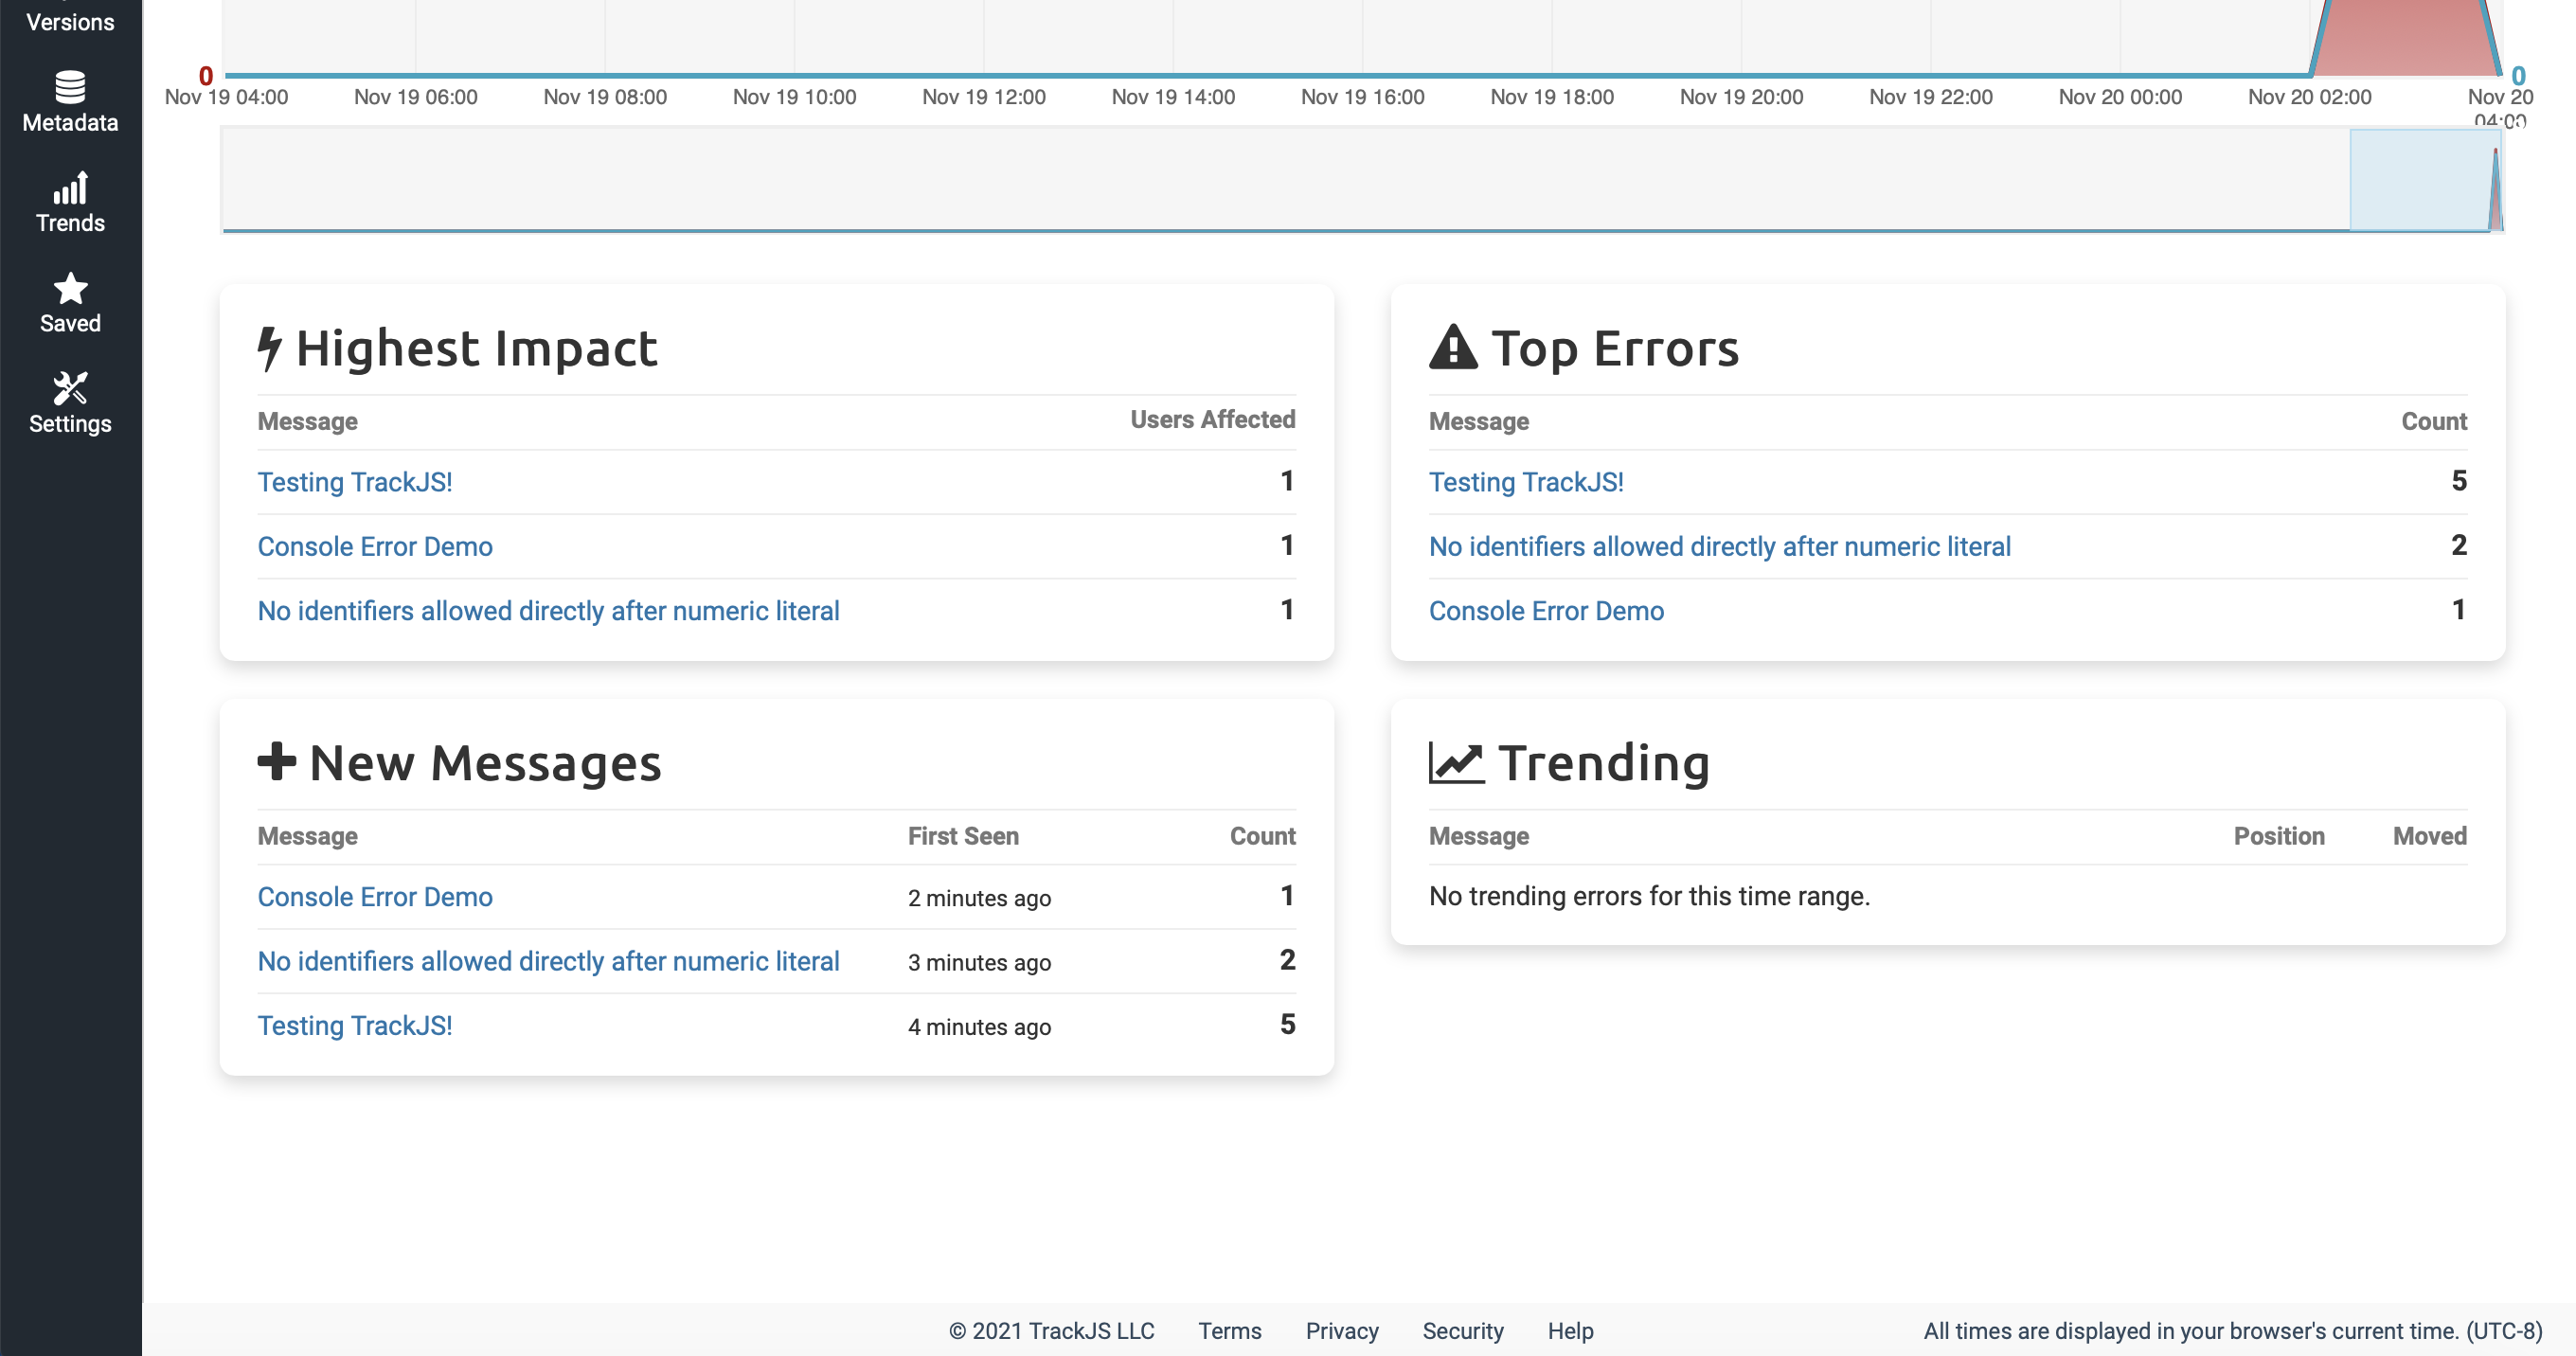 Versions
Metadata
Trends
Saved
Settings
0
0
Nov 19 04:00 Nov 19 06:00 Nov 19 08:00 Nov 19 10:00 Nov 19 12:00 Nov 19 14:00 Nov 19 16:00 Nov 19 18:00 Nov 19 20:00 Nov 19 22:00 Nov 20 00:00 Nov 20 02:00 Nov 20
04:00
Highest Impact
Message Users Affected
Testing TrackJS! 1
Console Error Demo 1
No identifiers allowed directly after numeric literal 1
Top Errors
Message Count
Testing TrackJS! 5
No identifiers allowed directly after numeric literal 2
Console Error Demo 1
New Messages
Message First Seen Count
Console Error Demo 2 minutes ago 1
No identifiers allowed directly after numeric literal 3 minutes ago 2
Testing TrackJS! 4 minutes ago 5
Trending
Message Position Moved
No trending errors for this time range.
© 2021 TrackJS LLC Terms Privacy Security Help All times are displayed in your browser's current time. (UTC-8)